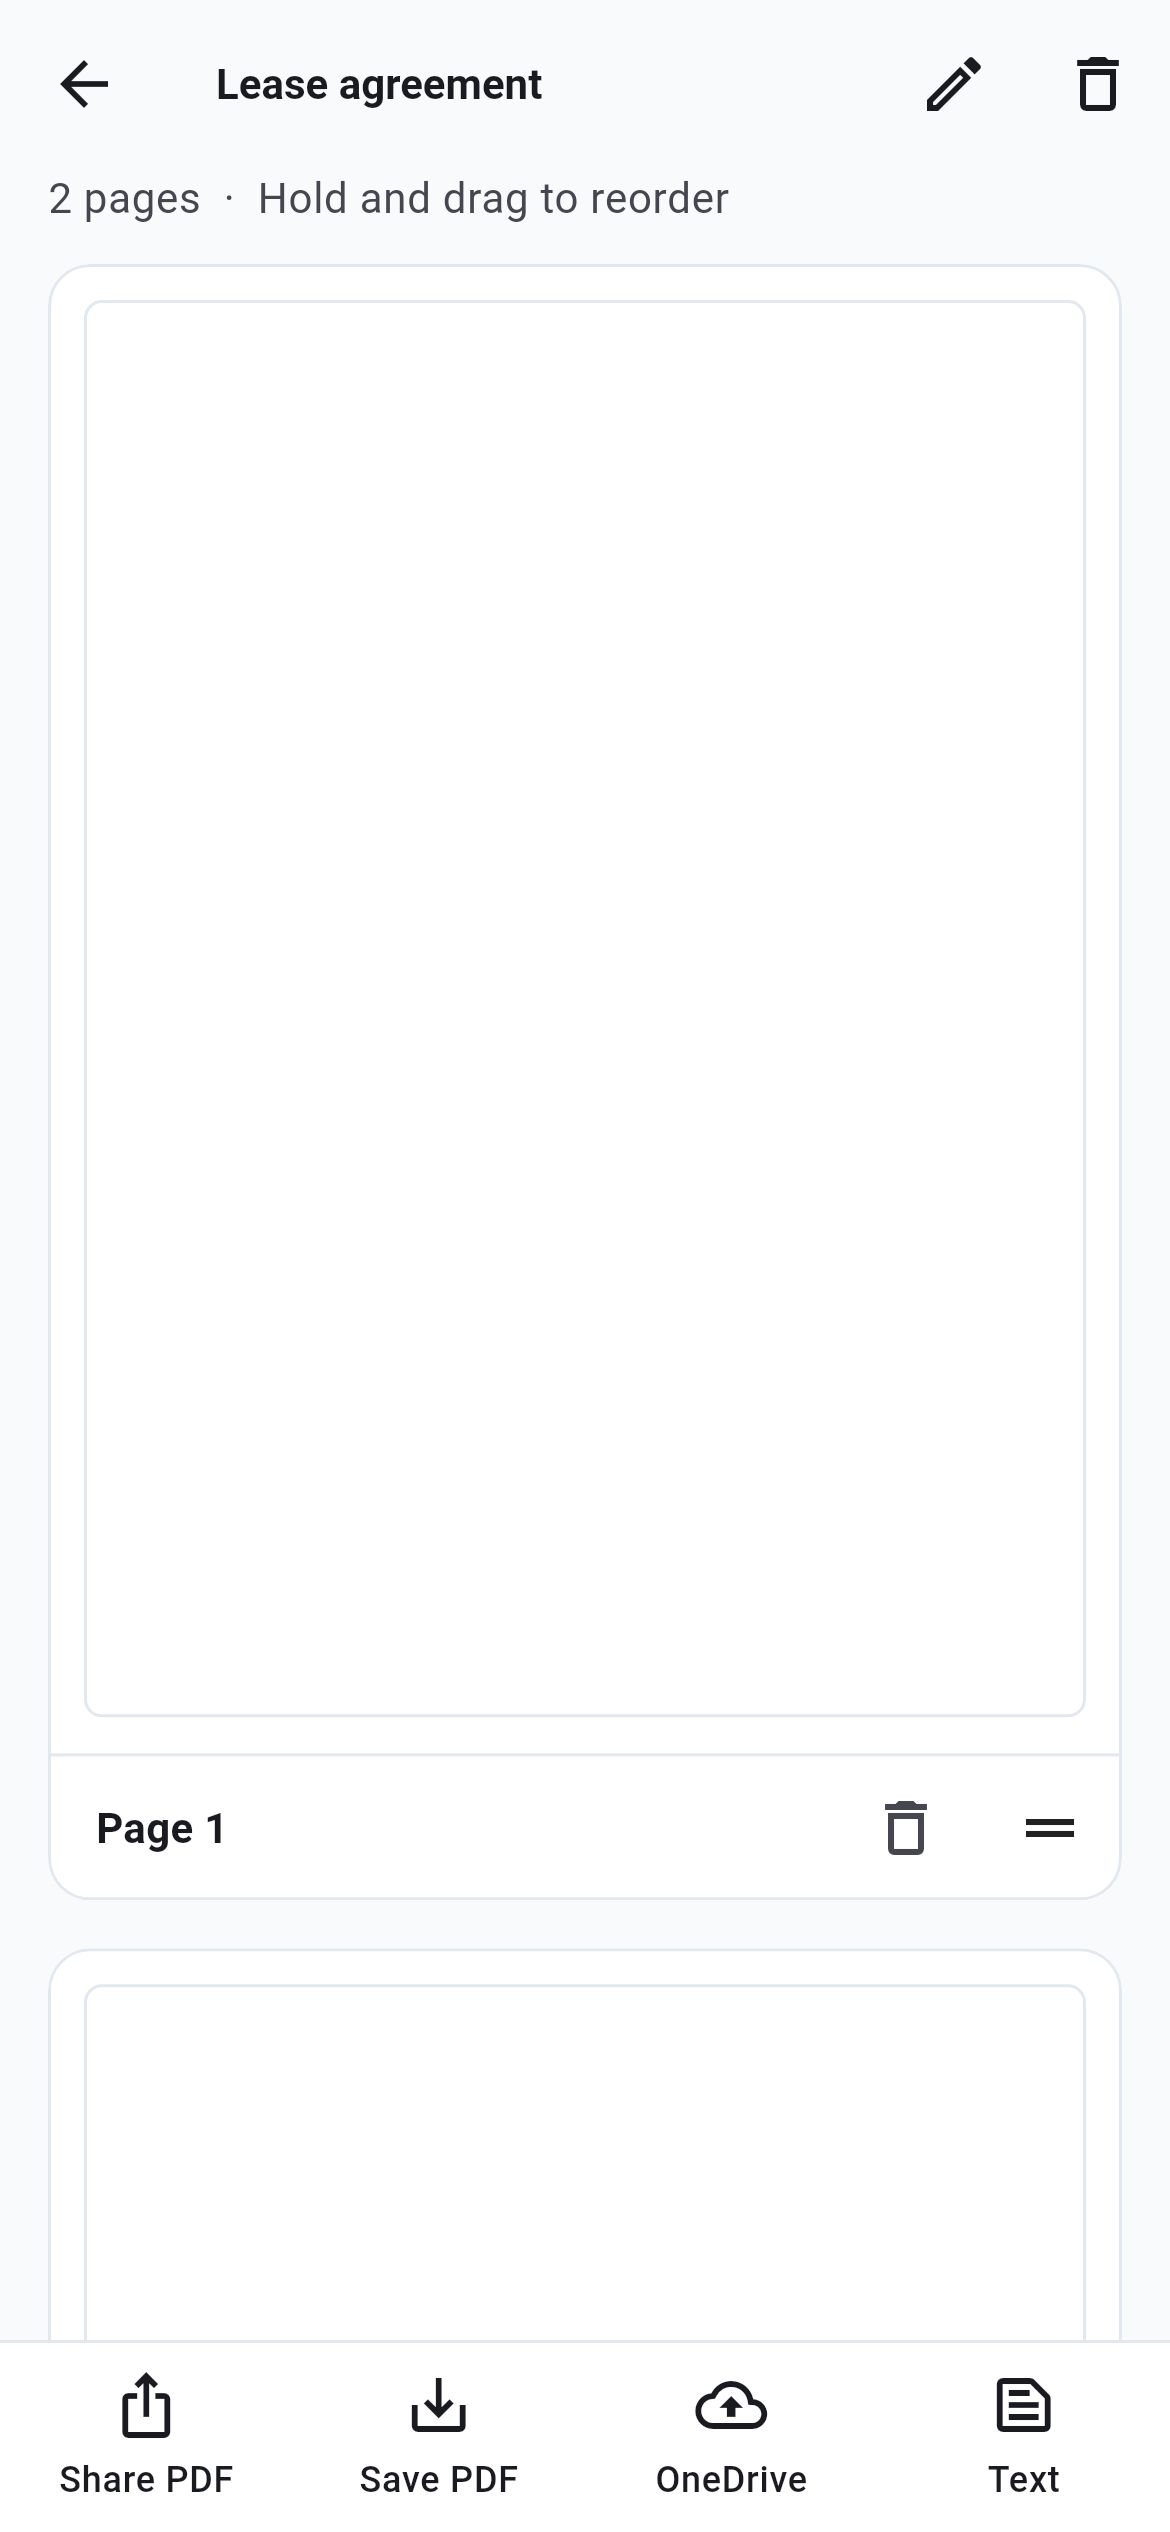 Lease agreement
2 pages · Hold and drag to reorder
Page 1
Share PDF
Save PDF
OneDrive
Text